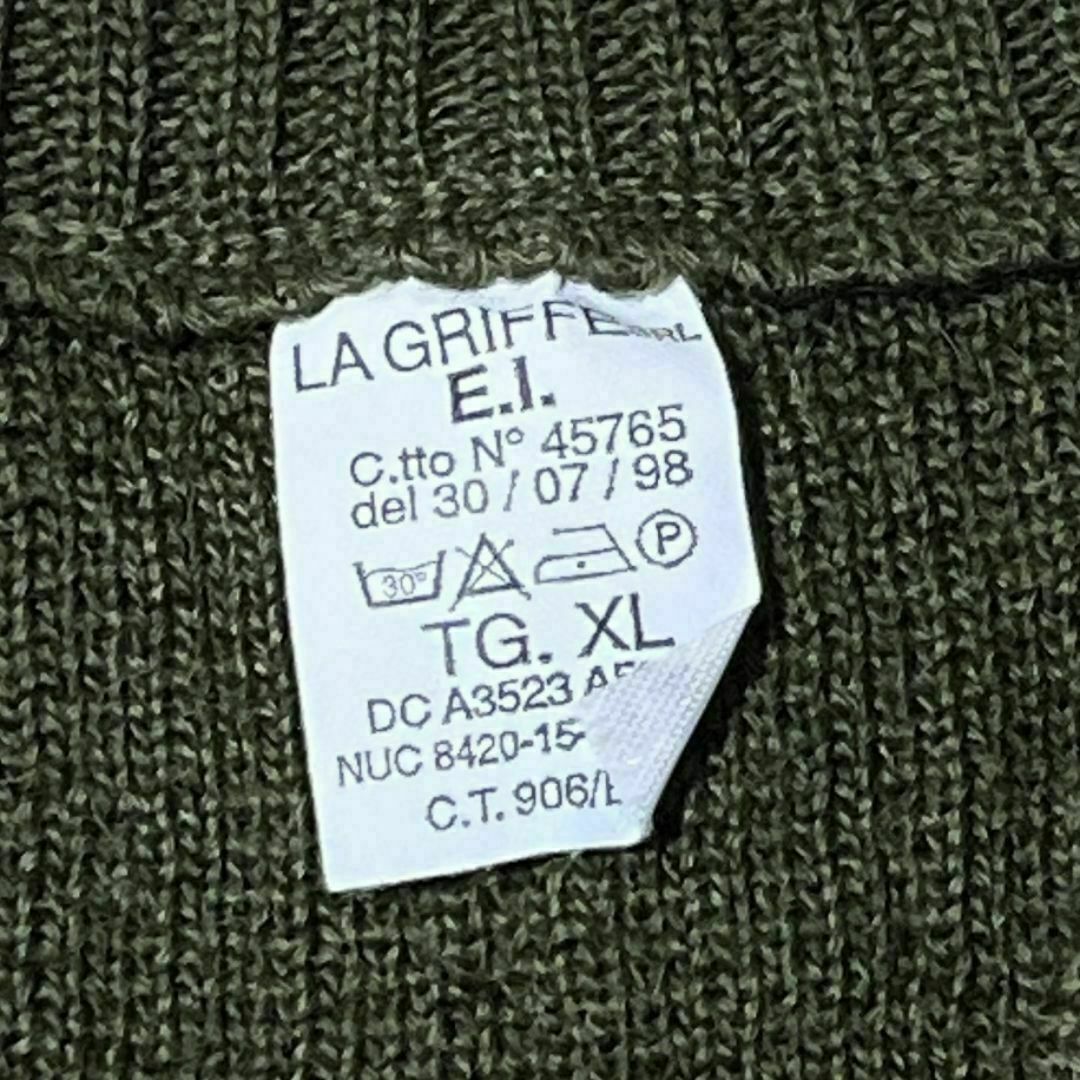 LA GRIFFE SRL
E.I.
C.tto N° 45765
del 30 / 07 / 98
30° P
TG. XL
DC A3523
NUC 8420-15-
C.T. 906/